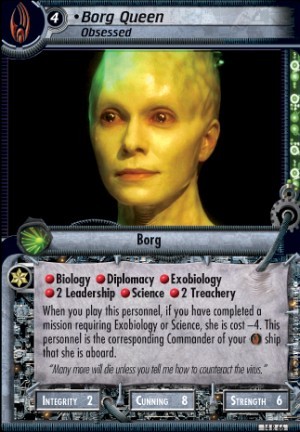 4 • Borg Queen
Obsessed
Borg
• Biology • Diplomacy • Exobiology
• 2 Leadership • Science • 2 Treachery
When you play this personnel, if you have completed a
mission requiring Exobiology or Science, she is cost –4. This
personnel is the corresponding Commander of your ship
that she is aboard.
"Many more will die unless you tell me how to counteract the virus."
Integrity 2 Cunning 8 Strength 6
14 R 66